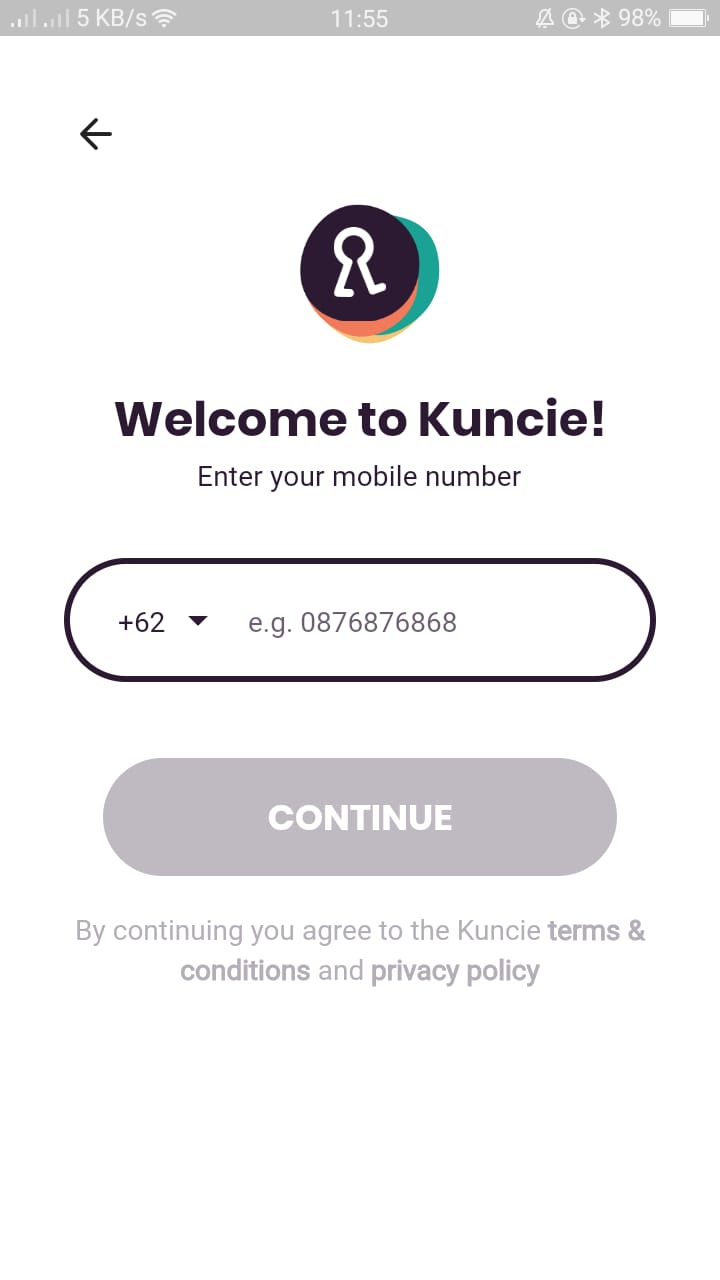 5 KB/s 11:55 98%
Welcome to Kuncie!
Enter your mobile number
+62 e.g. 0876876868
CONTINUE
By continuing you agree to the Kuncie terms &
conditions and privacy policy